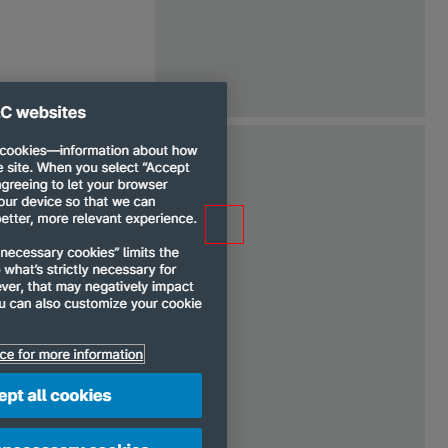 C websites
cookies—information about how
site. When you select “Accept
greeing to let your browser
our device so that we can
etter, more relevant experience.
necessary cookies” limits the
what’s strictly necessary for
ver, that may negatively impact
u can also customize your cookie
ce for more information
ept all cookies